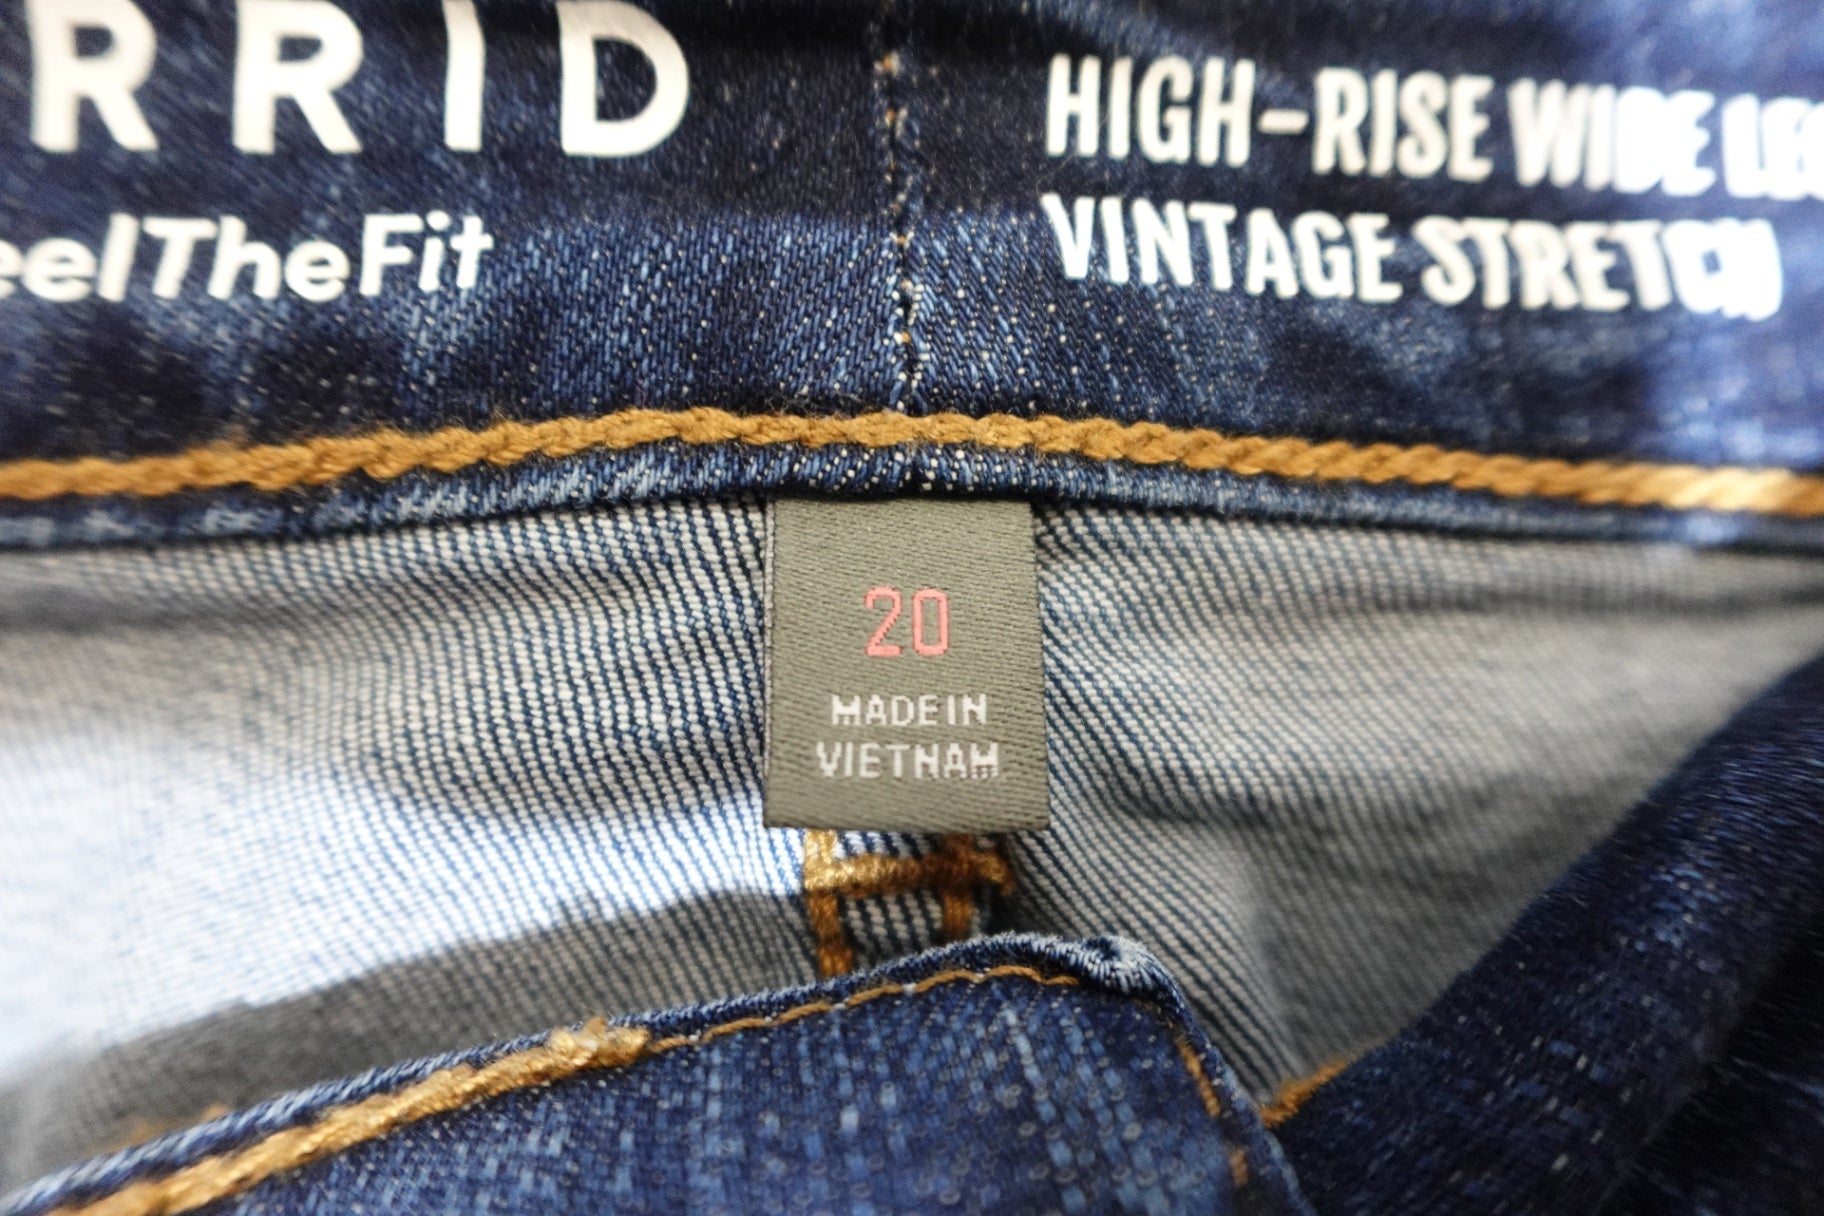 RRID
eelTheFit
HIGH-RISE WIDE LEG
VINTAGE STRETCH
20
MADE IN
VIETNAM